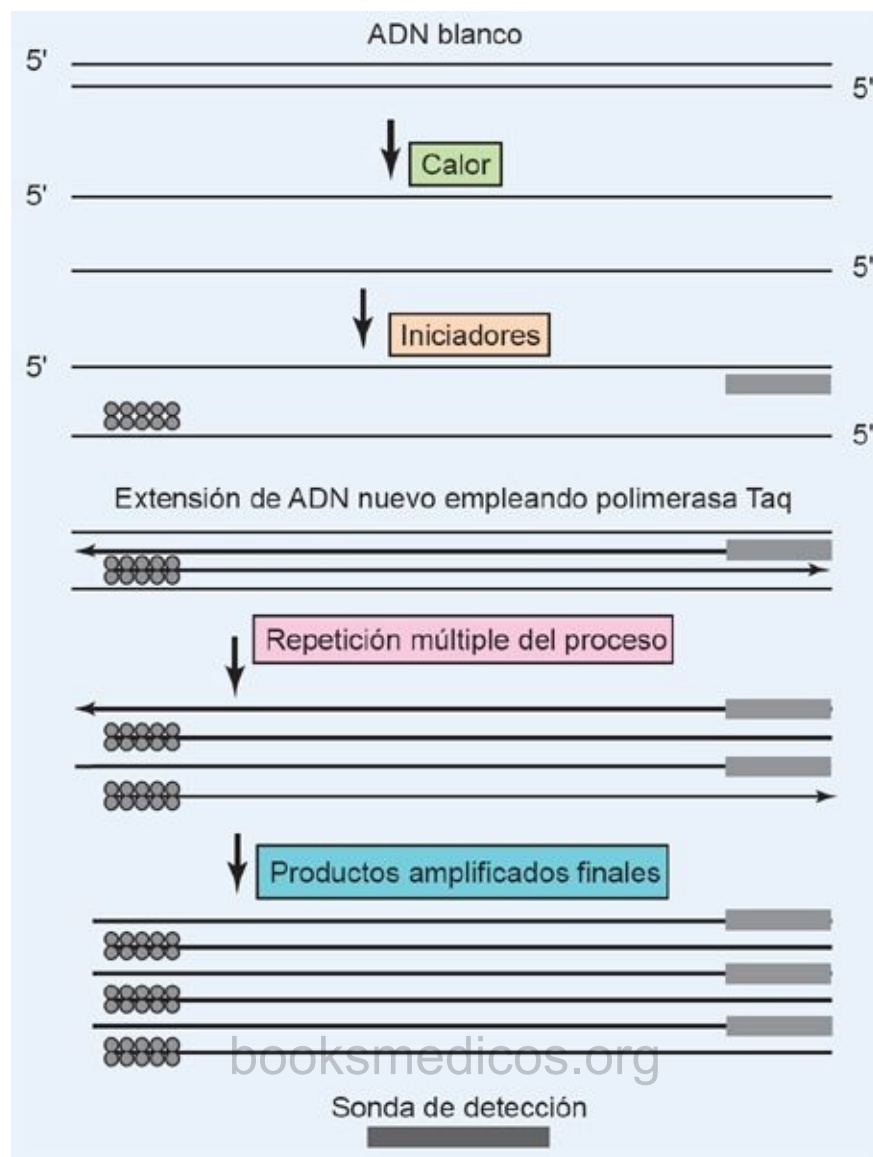 ADN blanco
5'
5'
Calor
5'
5'
Iniciadores
5'
5'
Extensión de ADN nuevo empleando polimerasa Taq
Repetición múltiple del proceso
Productos amplificados finales
booksmedicos.org
Sonda de detección